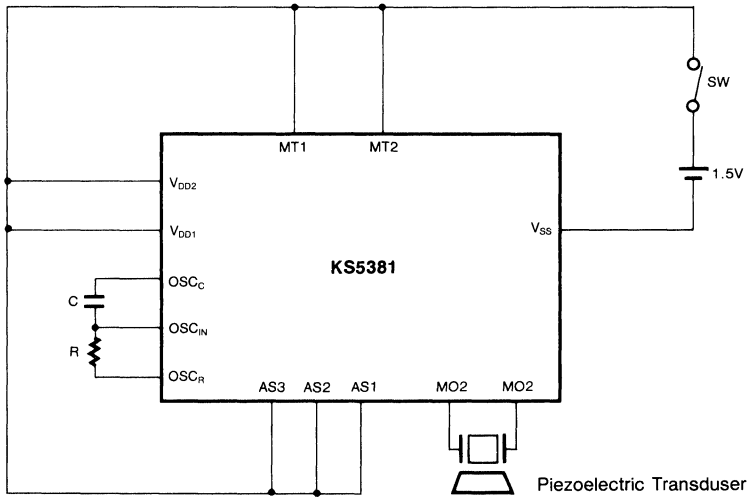 MT1 MT2
SW
1.5V
VDD2
VDD1
VSS
KS5381
OSCC
C
OSCIN
R
OSCR
AS3 AS2 AS1 MO2 MO2
Piezoelectric Transduser